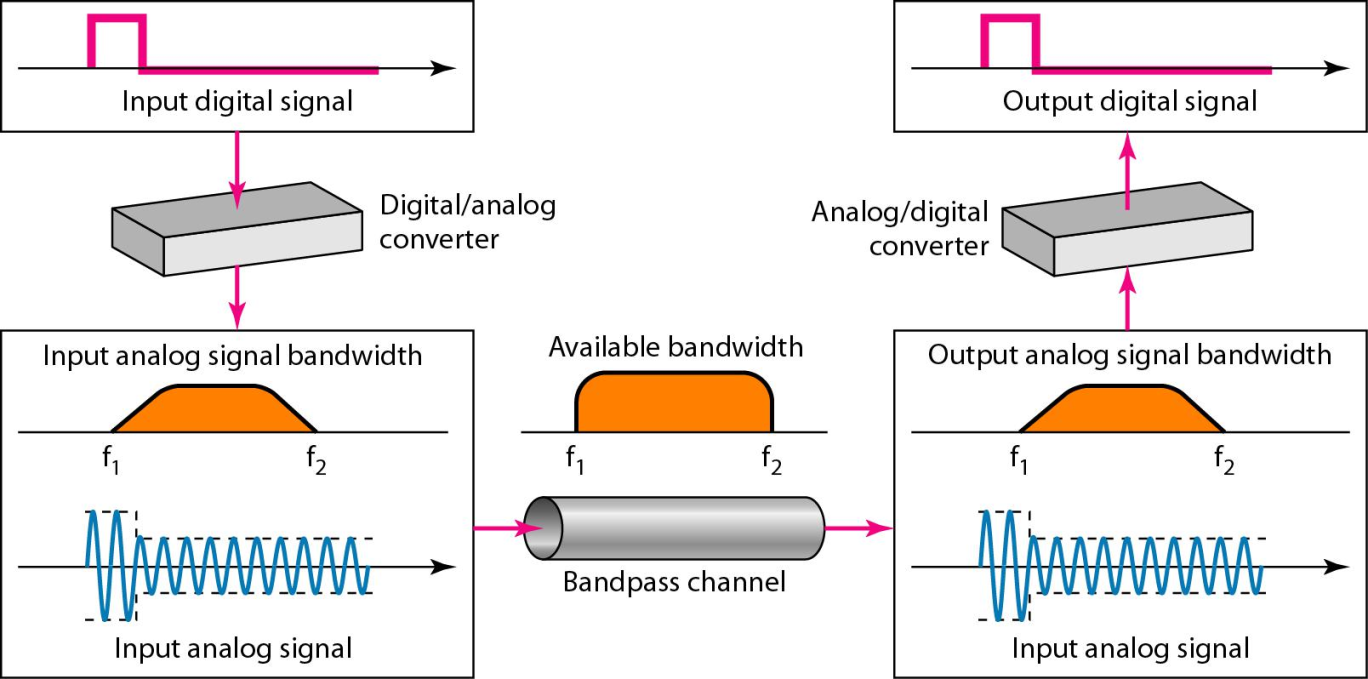 Input digital signal
Output digital signal
Digital/analog
converter
Analog/digital
converter
Input analog signal bandwidth
f₁ f₂
Input analog signal
Available bandwidth
f₁ f₂
Bandpass channel
Output analog signal bandwidth
f₁ f₂
Input analog signal